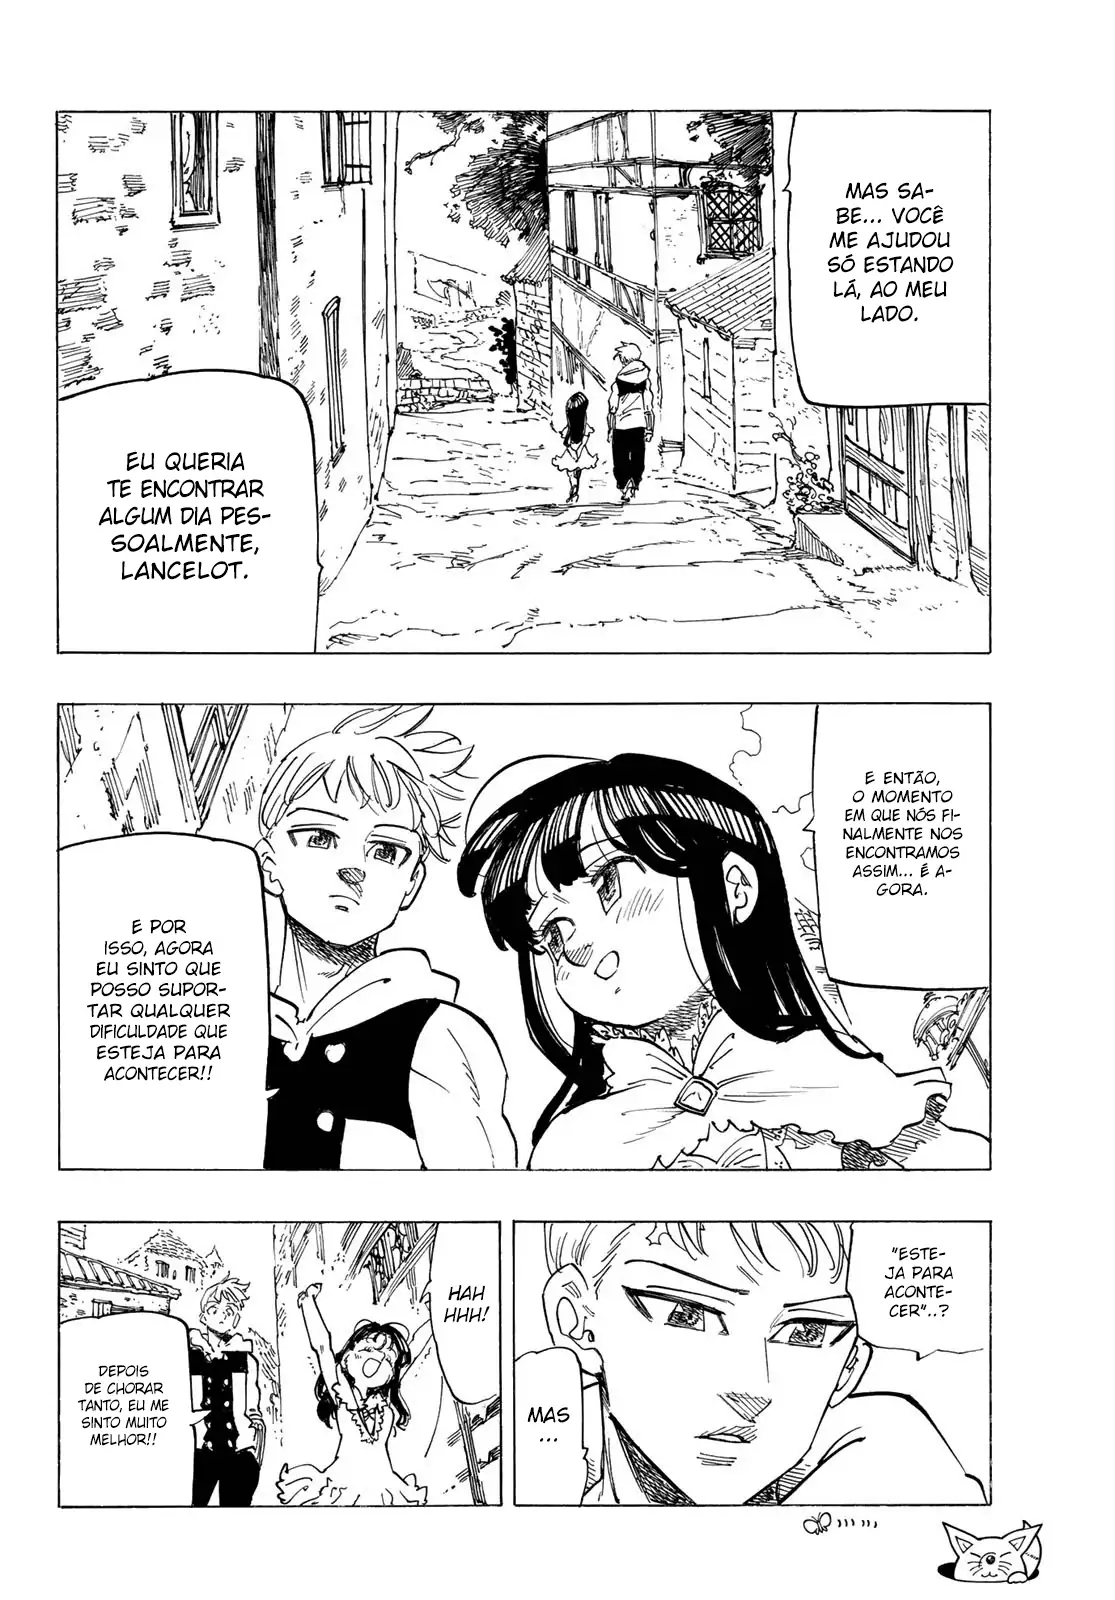 MAS SA-
BE... VOCÊ
ME AJUDOU
SÓ ESTANDO
LÁ, AO MEU
LADO.
EU QUERIA
TE ENCONTRAR
ALGUM DIA PES-
SOALMENTE,
LANCELOT.
E ENTÃO,
O MOMENTO
EM QUE NÓS FI-
NALMENTE NOS
ENCONTRAMOS
ASSIM... É A-
GORA.
E POR
ISSO, AGORA
EU SINTO QUE
POSSO SUPOR-
TAR QUALQUER
DIFICULDADE QUE
ESTEJA PARA
ACONTECER!!
"ESTE-
JA PARA
ACONTE-
CER"..?
MAS
...
HAH
HHH!
DEPOIS
DE CHORAR
TANTO, EU ME
SINTO MUITO
MELHOR!!